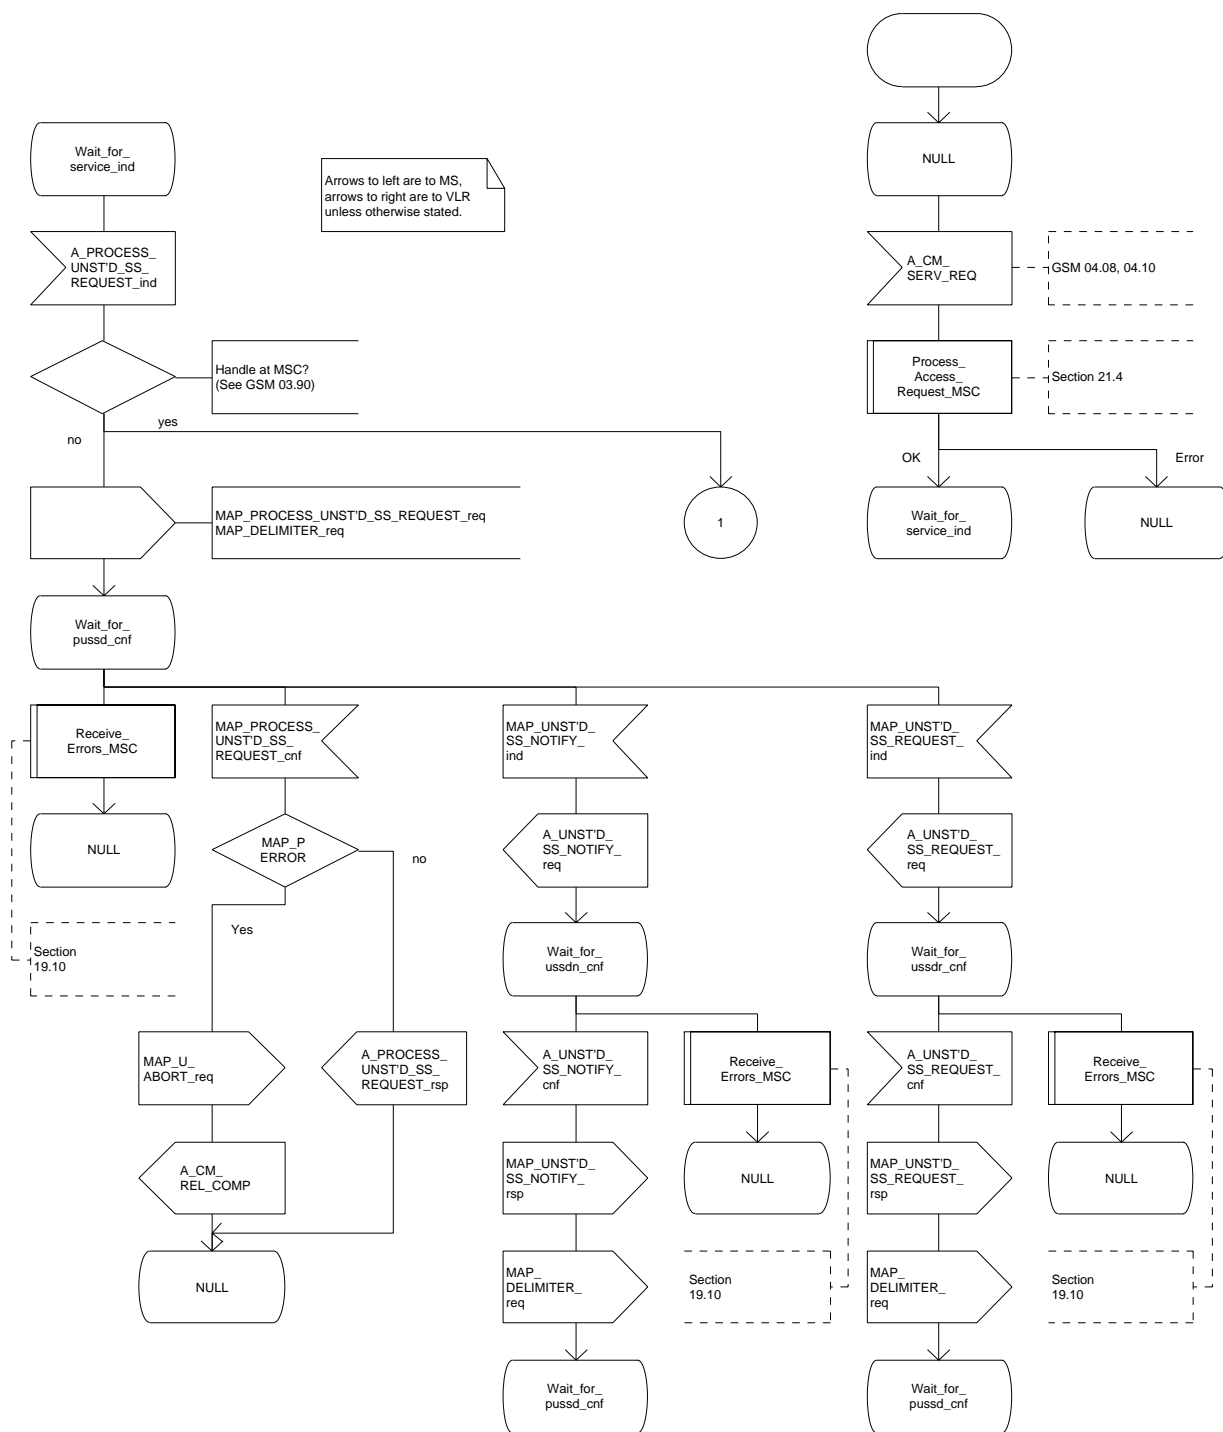 NULL
Wait_for_
service_ind
Arrows to left are to MS,
arrows to right are to VLR
unless otherwise stated.
A_PROCESS_
UNST'D_SS_
REQUEST_ind
A_CM_
SERV_REQ
GSM 04.08, 04.10
Handle at MSC?
(See GSM 03.90)
Process_
Access_
Request_MSC
Section 21.4
no
yes
OK
Error
MAP_PROCESS_UNST'D_SS_REQUEST_req
MAP_DELIMITER_req
1
Wait_for_
service_ind
NULL
Wait_for_
pussd_cnf
Receive_
Errors_MSC
MAP_PROCESS_
UNST'D_SS_
REQUEST_cnf
MAP_UNST'D_
SS_NOTIFY_
ind
MAP_UNST'D_
SS_REQUEST_
ind
NULL
MAP_P
ERROR
no
A_UNST'D_
SS_NOTIFY_
req
A_UNST'D_
SS_REQUEST_
req
Yes
Section
19.10
Wait_for_
ussdn_cnf
Wait_for_
ussdr_cnf
MAP_U_
ABORT_req
A_PROCESS_
UNST'D_SS_
REQUEST_rsp
A_UNST'D_
SS_NOTIFY_
cnf
Receive_
Errors_MSC
A_UNST'D_
SS_REQUEST_
cnf
Receive_
Errors_MSC
A_CM_
REL_COMP
MAP_UNST'D_
SS_NOTIFY_
rsp
NULL
MAP_UNST'D_
SS_REQUEST_
rsp
NULL
NULL
MAP_
DELIMITER_
req
Section
19.10
MAP_
DELIMITER_
req
Section
19.10
Wait_for_
pussd_cnf
Wait_for_
pussd_cnf